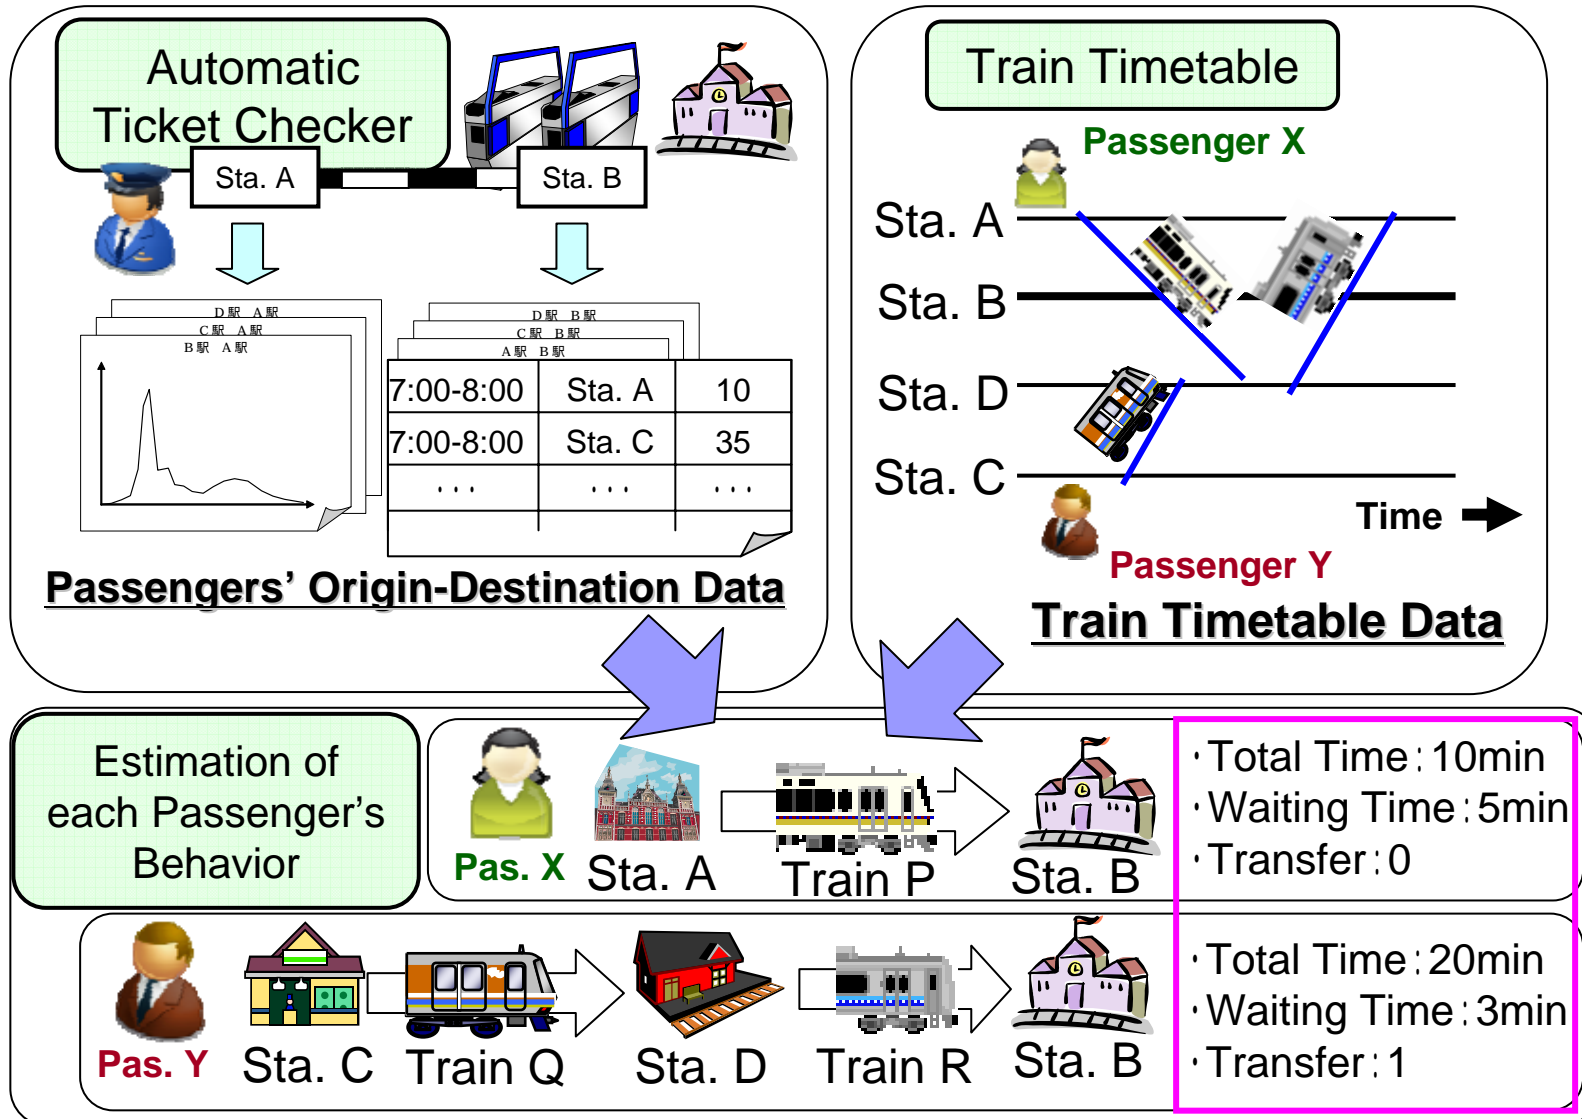 Automatic
Ticket Checker
Sta. A
Sta. B
D駅 A駅
C駅 A駅
B駅 A駅
D駅 B駅
C駅 B駅
A駅 B駅
7:00-8:00 Sta. A 10
7:00-8:00 Sta. C 35
··· ··· ···
Passengers' Origin-Destination Data
Train Timetable
Passenger X
Sta. A
Sta. B
Sta. D
Sta. C
Time
Passenger Y
Train Timetable Data
Estimation of
each Passenger's
Behavior
Pas. X
Sta. A
Train P
Sta. B
·Total Time:10min
·Waiting Time:5min
·Transfer:0
Pas. Y
Sta. C
Train Q
Sta. D
Train R
Sta. B
·Total Time:20min
·Waiting Time:3min
·Transfer:1